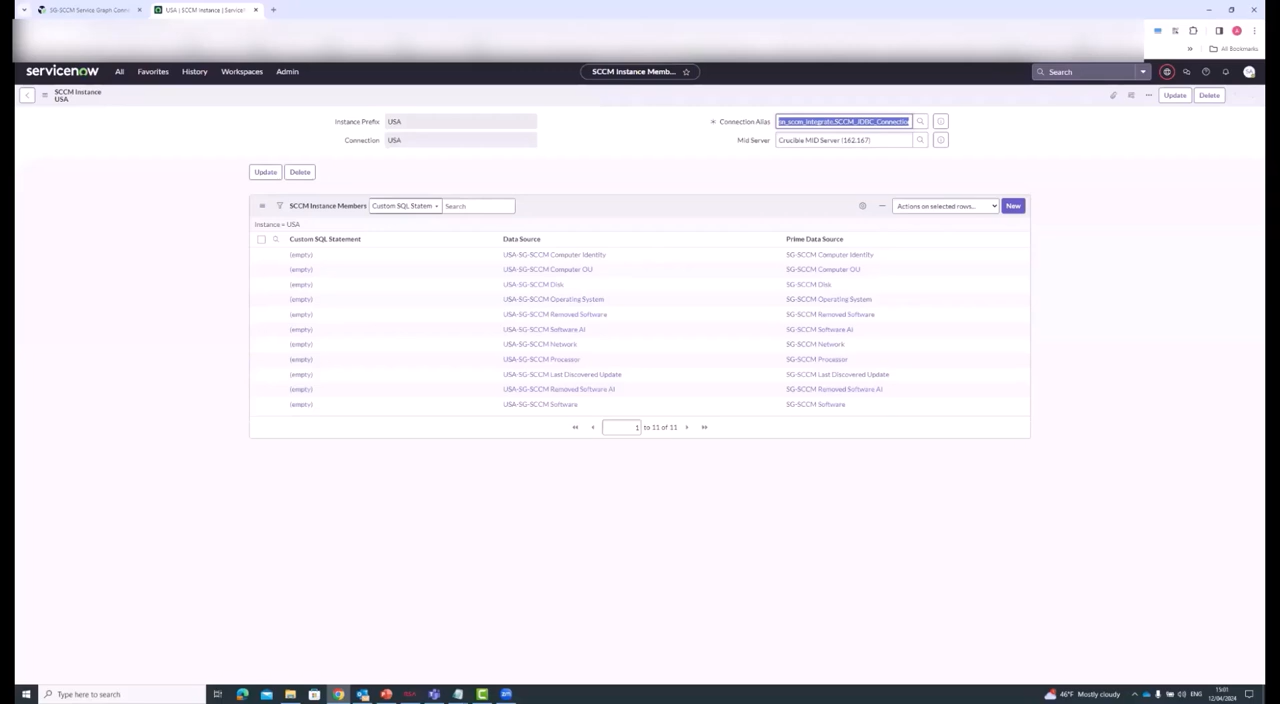 SG-SCCM Service Graph Conn
USA | SCCM Instance | Service
All Bookmarks
servicenow All Favorites History Workspaces Admin
SCCM Instance Memb...
Search
SCCM Instance
USA
Update Delete
Instance Prefix USA
Connection USA
Connection Alias sn_sccm_integrate.SCCM_JDBC_Connectio
Mid Server Crucible MID Server (162.167)
Update Delete
SCCM Instance Members Custom SQL Statem Search Actions on selected rows... New
Instance = USA
Custom SQL Statement Data Source Prime Data Source
(empty) USA-SG-SCCM Computer Identity SG-SCCM Computer Identity
(empty) USA-SG-SCCM Computer OU SG-SCCM Computer OU
(empty) USA-SG-SCCM Disk SG-SCCM Disk
(empty) USA-SG-SCCM Operating System SG-SCCM Operating System
(empty) USA-SG-SCCM Removed Software SG-SCCM Removed Software
(empty) USA-SG-SCCM Software AI SG-SCCM Software AI
(empty) USA-SG-SCCM Network SG-SCCM Network
(empty) USA-SG-SCCM Processor SG-SCCM Processor
(empty) USA-SG-SCCM Last Discovered Update SG-SCCM Last Discovered Update
(empty) USA-SG-SCCM Removed Software AI SG-SCCM Removed Software AI
(empty) USA-SG-SCCM Software SG-SCCM Software
1 to 11 of 11
Type here to search
46°F Mostly cloudy
ENG
15:01
12/04/2024